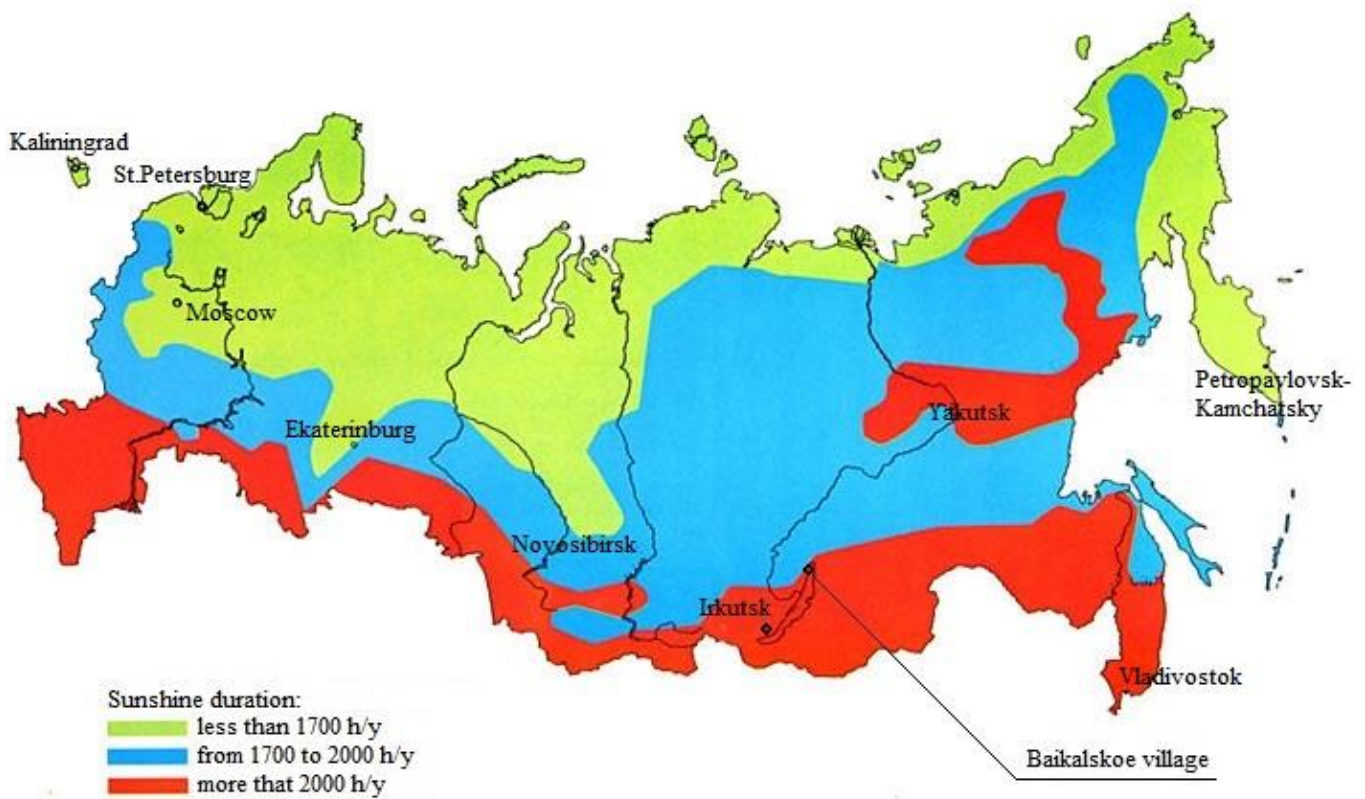 Kaliningrad
St.Petersburg
Moscow
Ekaterinburg
Novosibirsk
Irkutsk
Yakutsk
Petropavlovsk-
Kamchatsky
Vladivostok
Baikalskoe village
Sunshine duration:
less than 1700 h/y
from 1700 to 2000 h/y
more that 2000 h/y